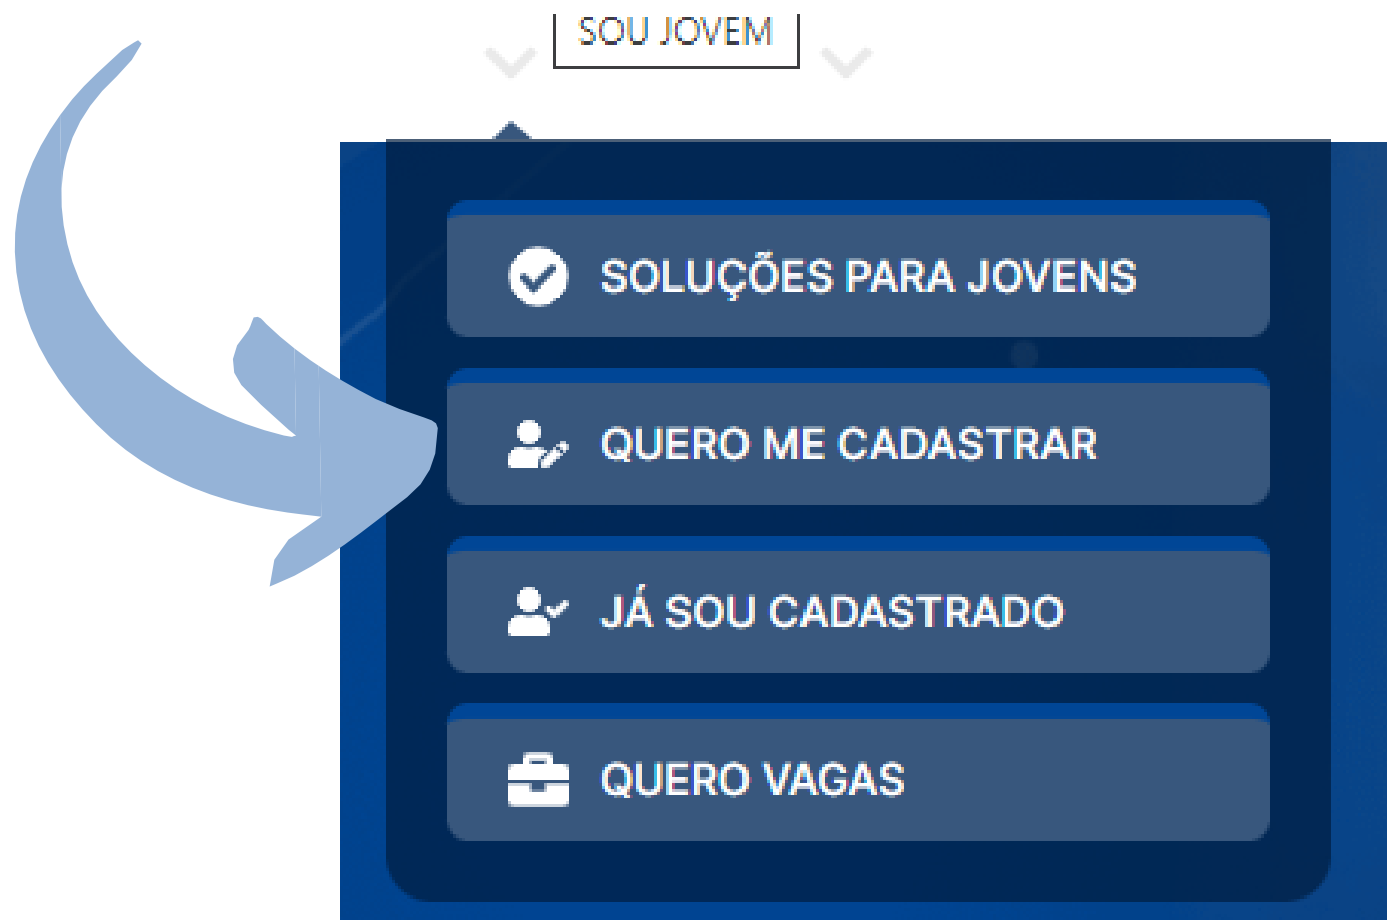 SOU JOVEM
SOLUÇÕES PARA JOVENS
QUERO ME CADASTRAR
JÁ SOU CADASTRADO
QUERO VAGAS